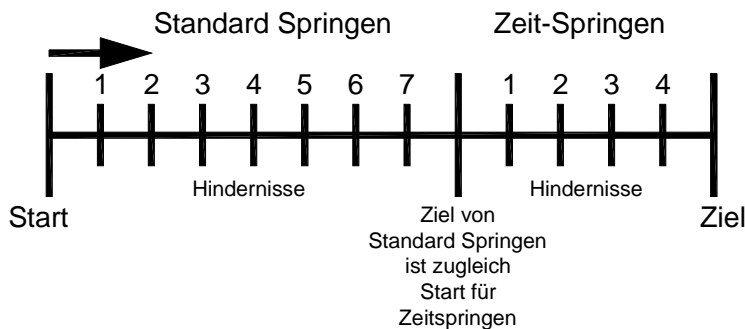 Standard Springen Zeit-Springen
1 2 3 4 5 6 7 1 2 3 4
Hindernisse Hindernisse
Start Ziel von Ziel
Standard Springen
ist zugleich
Start für
Zeitspringen